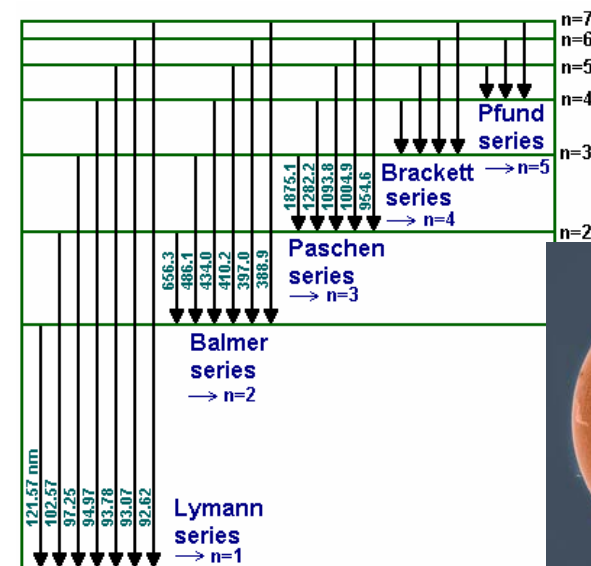 n=7
n=6
n=5
n=4
Pfund
series
→ n=5
n=3
Brackett
series
→ n=4
1875.1
1282.2
1093.8
1004.9
954.6
n=2
Paschen
series
→ n=3
656.3
486.1
434.0
410.2
397.0
388.9
Balmer
series
→ n=2
121.57 nm
102.57
97.25
94.97
93.78
93.07
92.62
Lymann
series
→ n=1